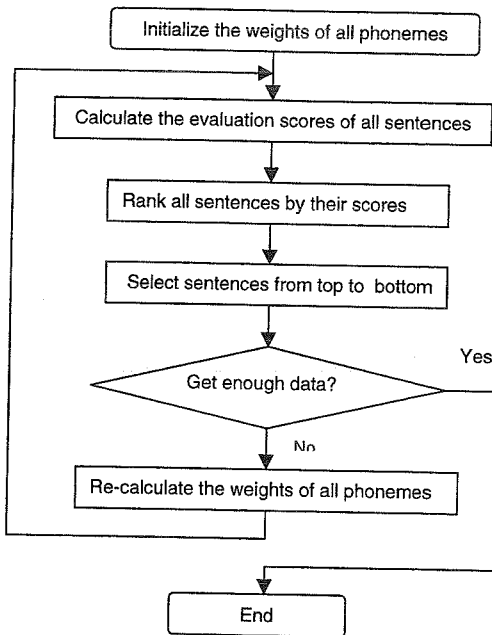 Initialize the weights of all phonemes
Calculate the evaluation scores of all sentences
Rank all sentences by their scores
Select sentences from top to bottom
Get enough data?
Yes
No
Re-calculate the weights of all phonemes
End